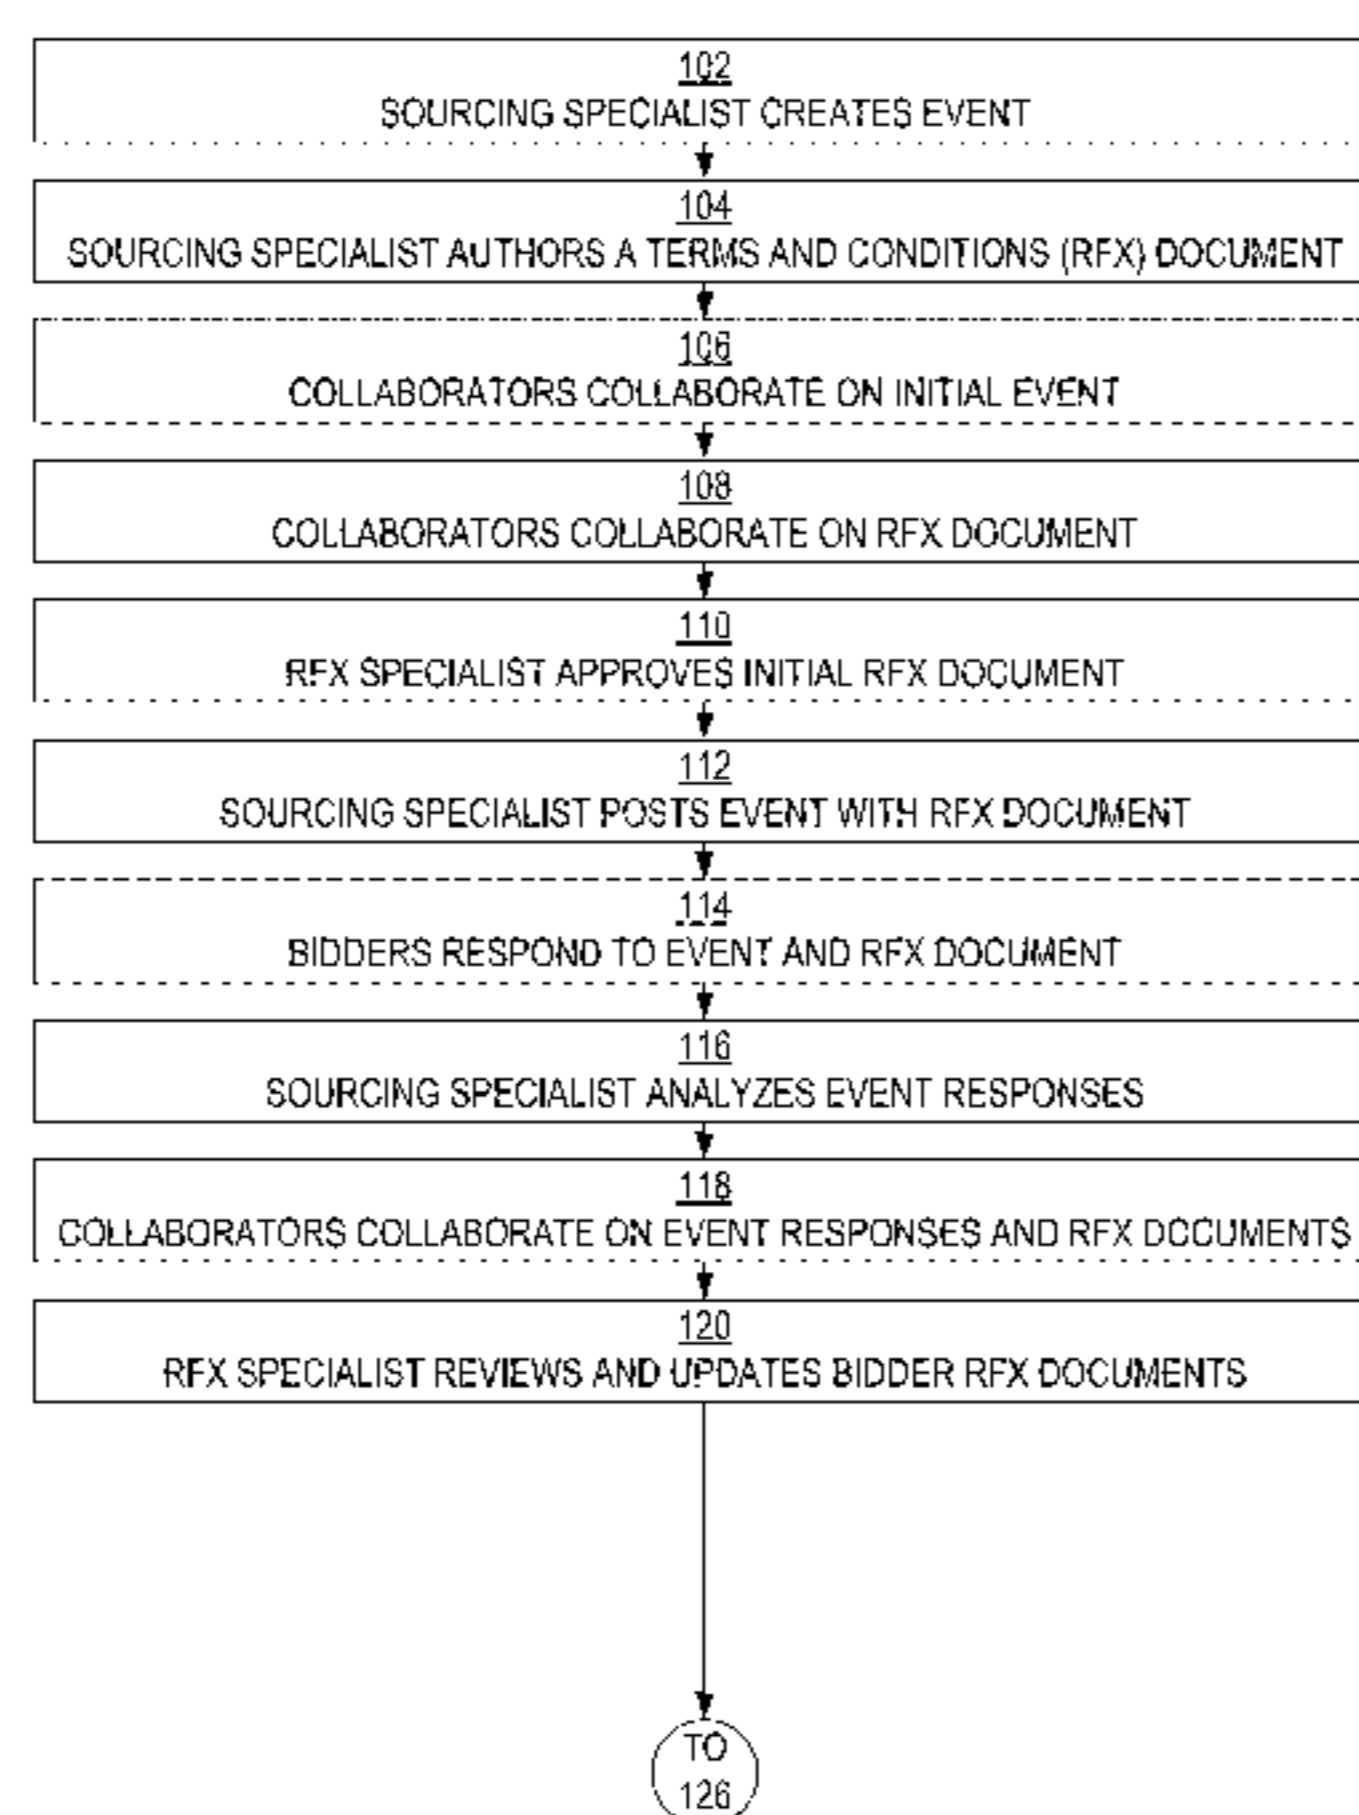 102
SOURCING SPECIALIST CREATES EVENT
104
SOURCING SPECIALIST AUTHORS A TERMS AND CONDITIONS (RFX) DOCUMENT
106
COLLABORATORS COLLABORATE ON INITIAL EVENT
108
COLLABORATORS COLLABORATE ON RFX DOCUMENT
110
RFX SPECIALIST APPROVES INITIAL RFX DOCUMENT
112
SOURCING SPECIALIST POSTS EVENT WITH RFX DOCUMENT
114
BIDDERS RESPOND TO EVENT AND RFX DOCUMENT
116
SOURCING SPECIALIST ANALYZES EVENT RESPONSES
118
COLLABORATORS COLLABORATE ON EVENT RESPONSES AND RFX DOCUMENTS
120
RFX SPECIALIST REVIEWS AND UPDATES BIDDER RFX DOCUMENTS
TO
126